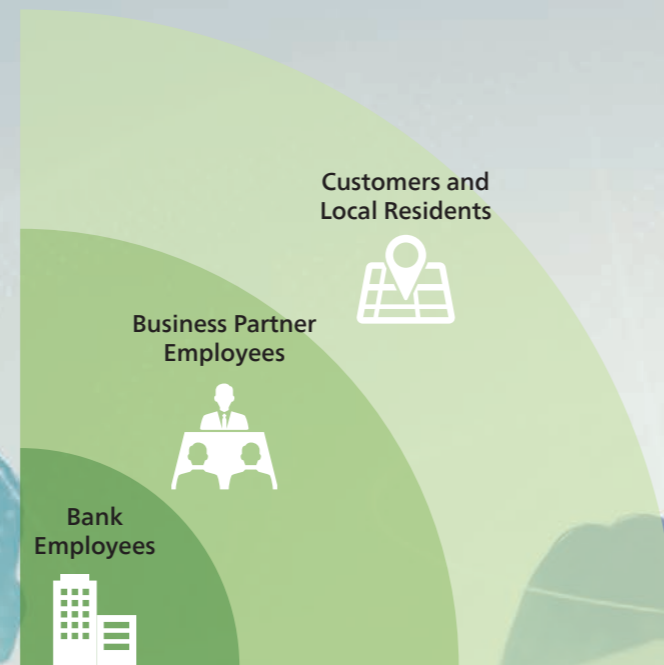 Customers and
Local Residents
Business Partner
Employees
Bank
Employees